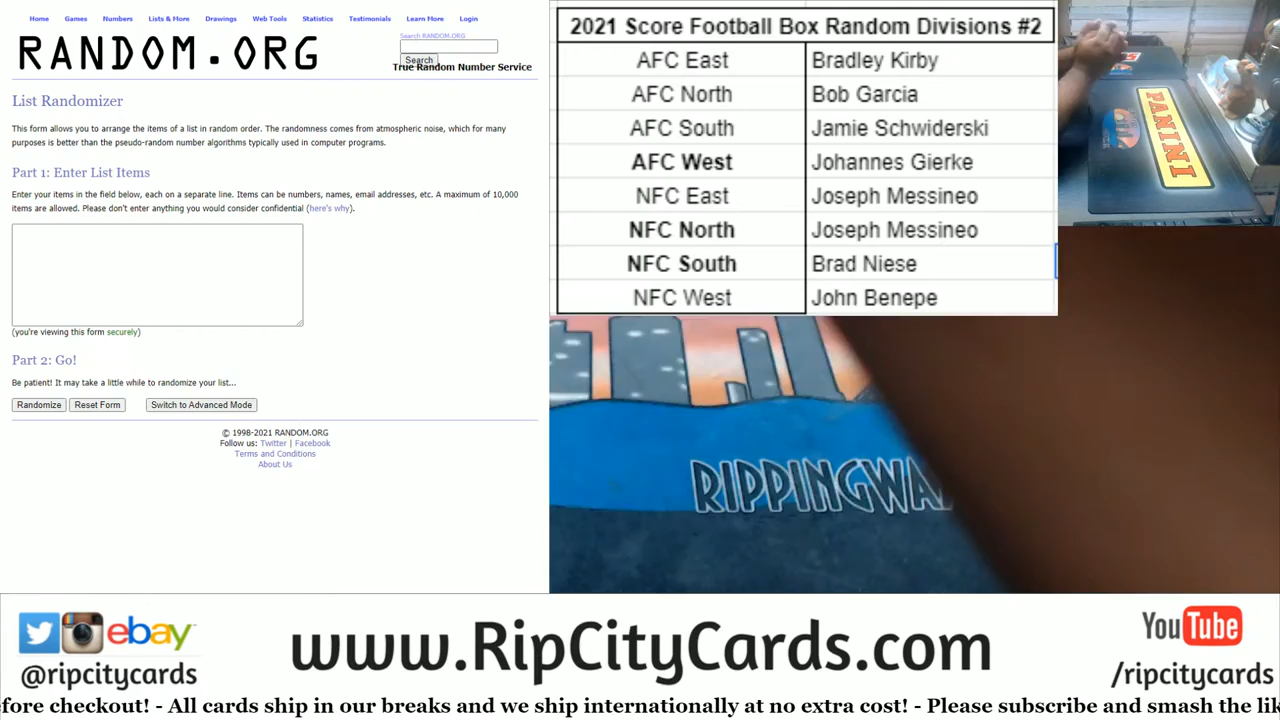 Home Games Numbers Lists & More Drawings Web Tools Statistics Testimonials Learn More Login
RANDOM.ORG
Search RANDOM.ORG
Search
True Random Number Service
List Randomizer
This form allows you to arrange the items of a list in random order. The randomness comes from atmospheric noise, which for many
purposes is better than the pseudo-random number algorithms typically used in computer programs.
Part 1: Enter List Items
Enter your items in the field below, each on a separate line. Items can be numbers, names, email addresses, etc. A maximum of 10,000
items are allowed. Please don't enter anything you would consider confidential (here's why).
(you're viewing this form securely)
Part 2: Go!
Be patient! It may take a little while to randomize your list...
Randomize Reset Form Switch to Advanced Mode
© 1998-2021 RANDOM.ORG
Follow us: Twitter | Facebook
Terms and Conditions
About Us
2021 Score Football Box Random Divisions #2
AFC East Bradley Kirby
AFC North Bob Garcia
AFC South Jamie Schwiderski
AFC West Johannes Gierke
NFC East Joseph Messineo
NFC North Joseph Messineo
NFC South Brad Niese
NFC West John Benepe
PANINI
RIPPINGWA
ebay
@ripcitycards
www.RipCityCards.com
YouTube
/ripcitycards
efore checkout! - All cards ship in our breaks and we ship internationally at no extra cost! - Please subscribe and smash the lik